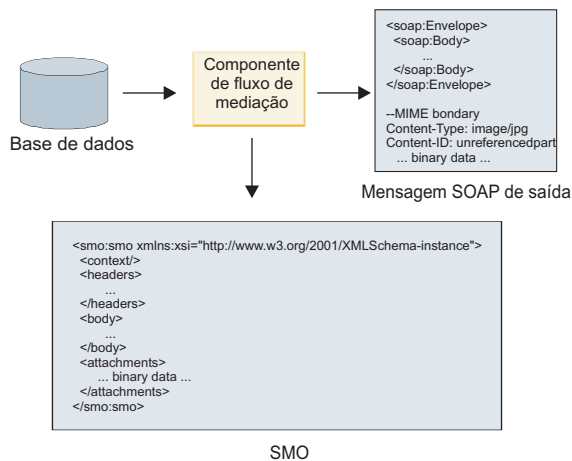 Base de dados
Componente
de fluxo de
mediação
<soap:Envelope>
<soap:Body>
...
</soap:Body>
</soap:Envelope>
--MIME bondary
Content-Type: image/jpg
Content-ID: unreferencedpart
... binary data ...
Mensagem SOAP de saída
<smo:smo xmlns:xsi="http://www.w3.org/2001/XMLSchema-instance">
<context/>
<headers>
...
</headers>
<body>
...
</body>
<attachments>
... binary data ...
</attachments>
</smo:smo>
SMO